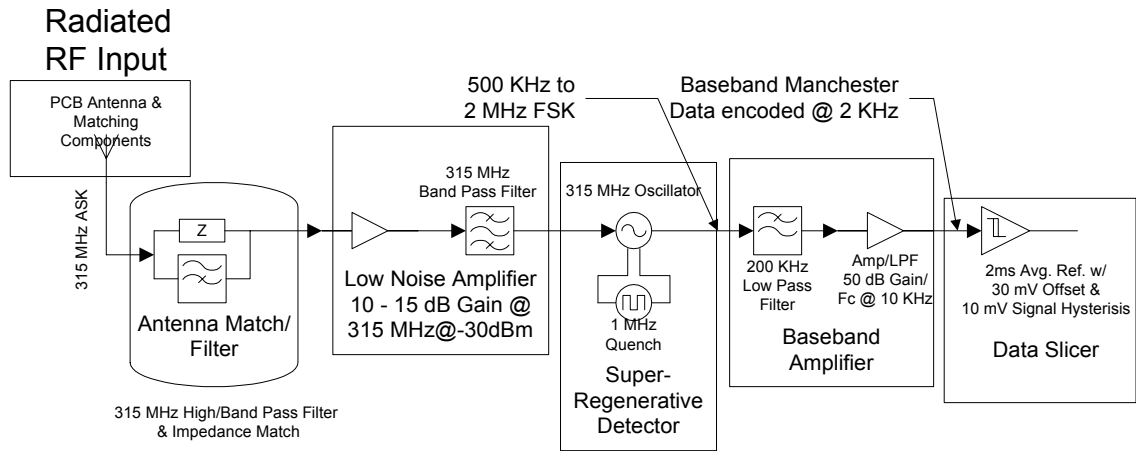 Radiated
RF Input
PCB Antenna &
Matching
Components
315 MHz ASK
Z
Antenna Match/
Filter
315 MHz High/Band Pass Filter
& Impedance Match
315 MHz
Band Pass Filter
Low Noise Amplifier
10 - 15 dB Gain @
315 MHz@-30dBm
500 KHz to
2 MHz FSK
315 MHz Oscillator
1 MHz
Quench
Super-
Regenerative
Detector
Baseband Manchester
Data encoded @ 2 KHz
200 KHz
Low Pass
Filter
Amp/LPF
50 dB Gain/
Fc @ 10 KHz
Baseband
Amplifier
2ms Avg. Ref. w/
30 mV Offset &
10 mV Signal Hysterisis
Data Slicer